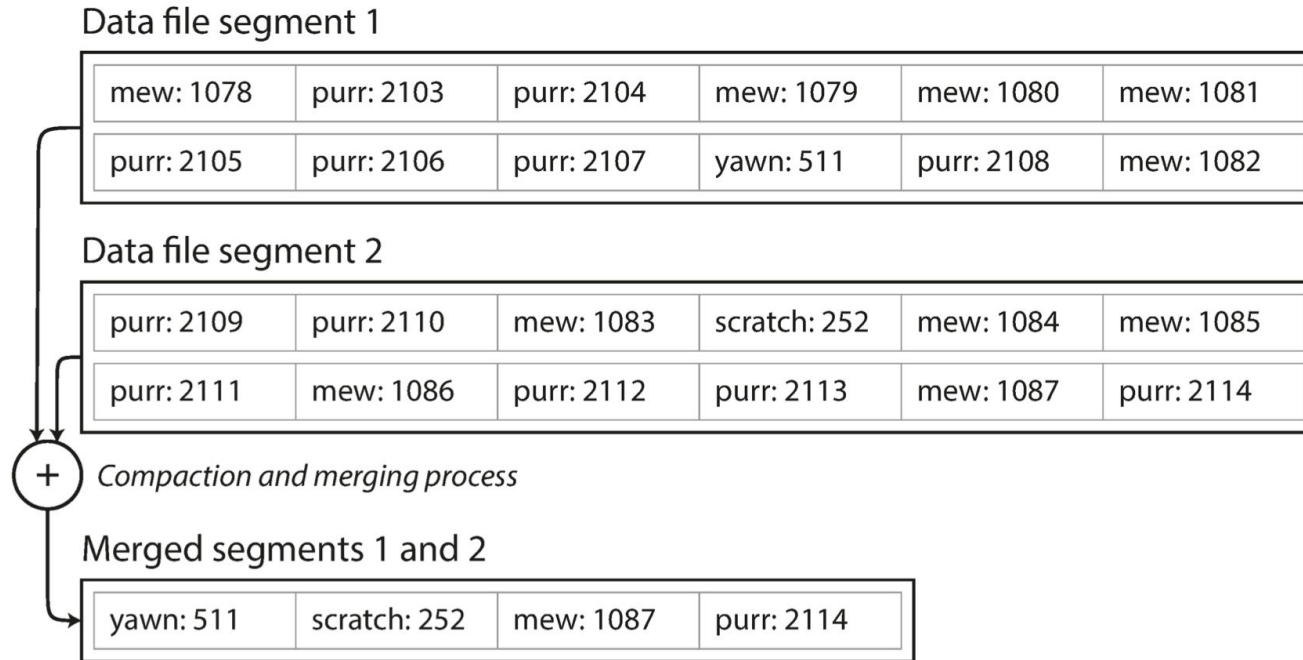 Data file segment 1
mew: 1078 purr: 2103 purr: 2104 mew: 1079 mew: 1080 mew: 1081
purr: 2105 purr: 2106 purr: 2107 yawn: 511 purr: 2108 mew: 1082
Data file segment 2
purr: 2109 purr: 2110 mew: 1083 scratch: 252 mew: 1084 mew: 1085
purr: 2111 mew: 1086 purr: 2112 purr: 2113 mew: 1087 purr: 2114
+ Compaction and merging process
Merged segments 1 and 2
yawn: 511 scratch: 252 mew: 1087 purr: 2114